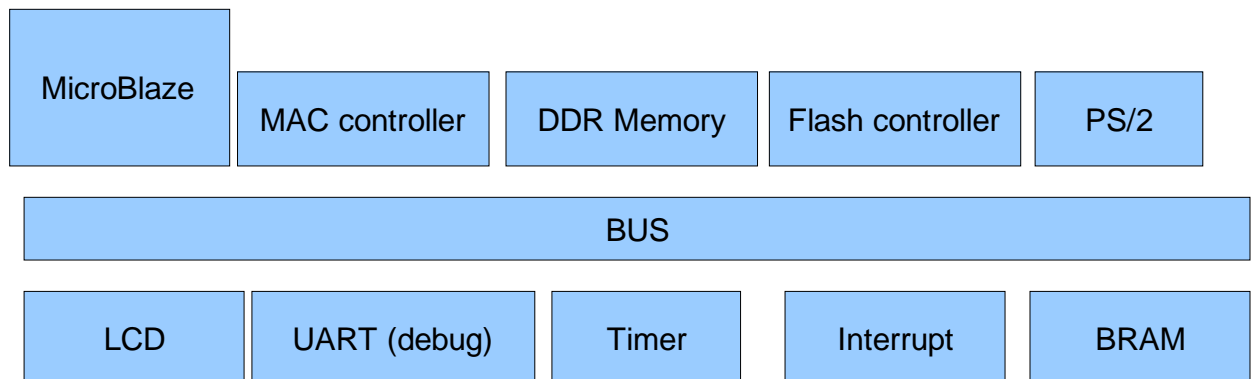 MicroBlaze
MAC controller
DDR Memory
Flash controller
PS/2
BUS
LCD
UART (debug)
Timer
Interrupt
BRAM